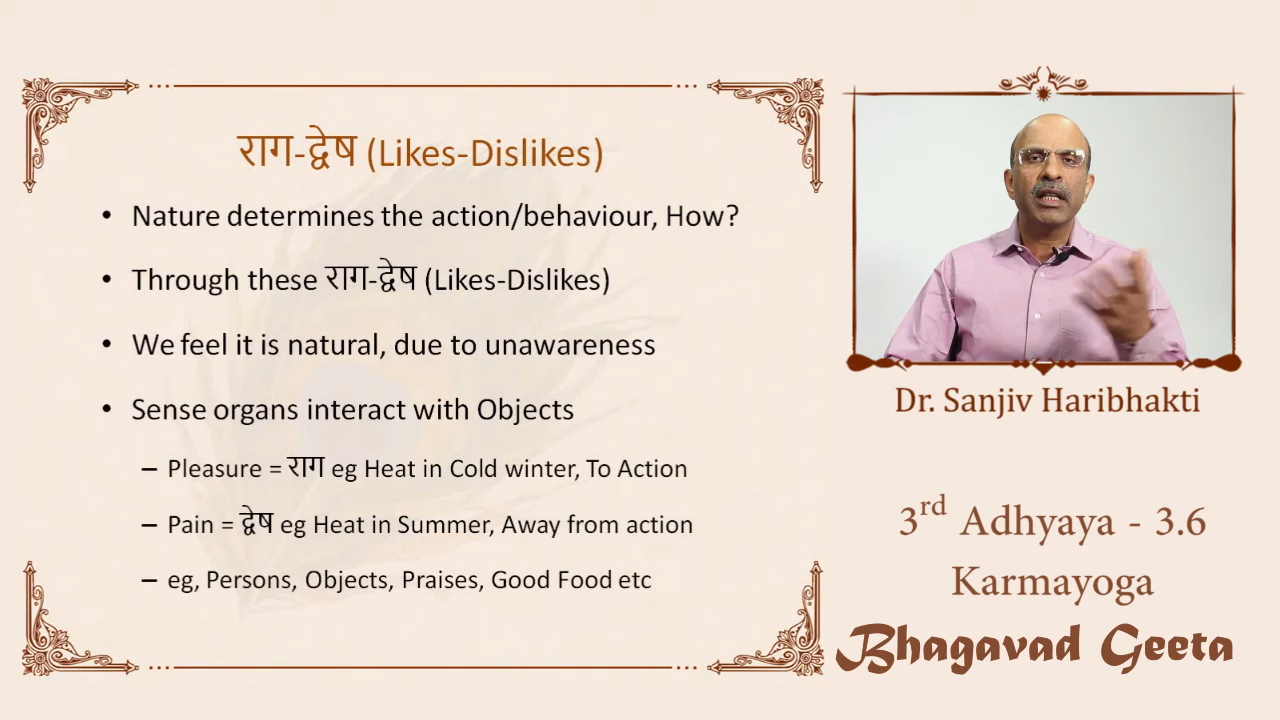 राग-द्वेष (Likes-Dislikes)
• Nature determines the action/behaviour, How?
• Through these राग-द्वेष (Likes-Dislikes)
• We feel it is natural, due to unawareness
• Sense organs interact with Objects
– Pleasure = राग eg Heat in Cold winter, To Action
– Pain = द्वेष eg Heat in Summer, Away from action
– eg, Persons, Objects, Praises, Good Food etc
Dr. Sanjiv Haribhakti
3rd Adhyaya - 3.6
Karmayoga
Bhagavad Geeta